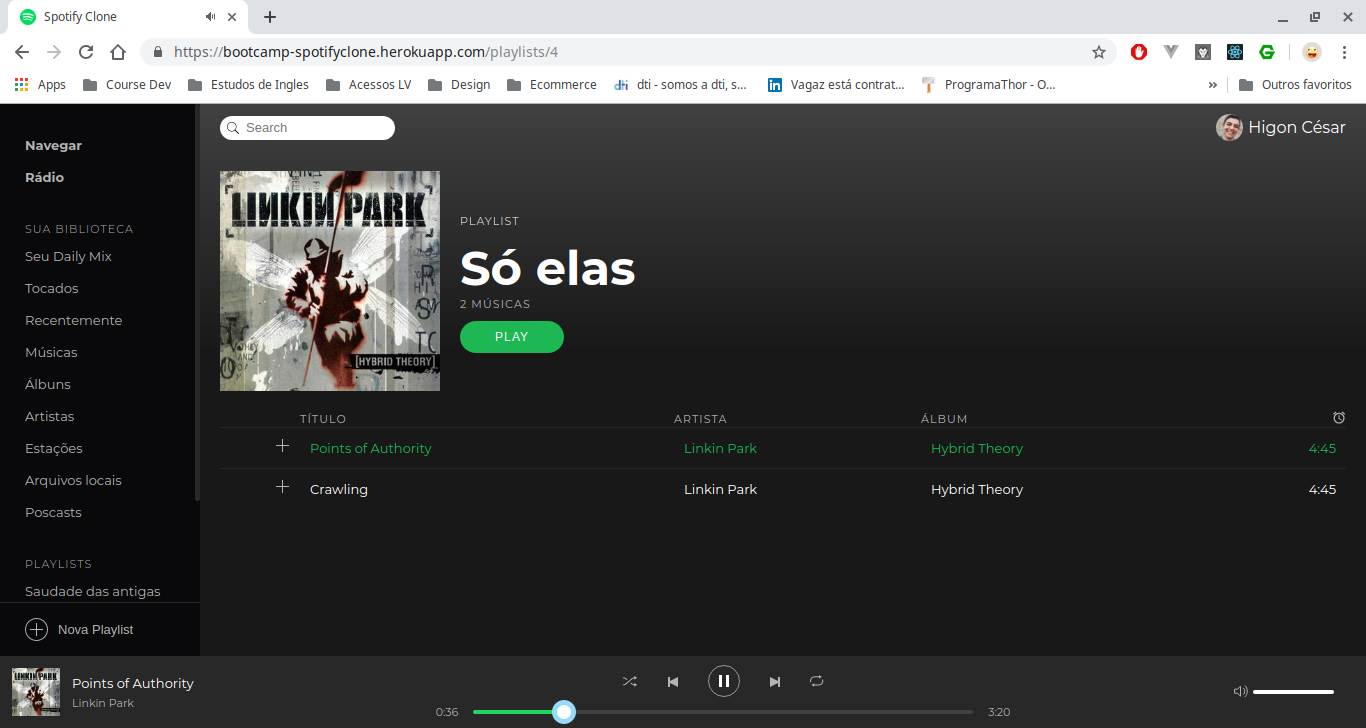 Spotify Clone
https://bootcamp-spotifyclone.herokuapp.com/playlists/4
Apps Course Dev Estudos de Ingles Acessos LV Design Ecommerce dti - somos a dti, s... Vagaz está contrat... ProgramaThor - O... » Outros favoritos
Search
Higon César
Navegar
Rádio
SUA BIBLIOTECA
Seu Daily Mix
Tocados
Recentemente
Músicas
Álbuns
Artistas
Estações
Arquivos locais
Poscasts
PLAYLISTS
Saudade das antigas
Nova Playlist
LINKIN PARK
[HYBRID THEORY]
PLAYLIST
Só elas
2 MÚSICAS
PLAY
TÍTULO ARTISTA ÁLBUM
Points of Authority Linkin Park Hybrid Theory 4:45
Crawling Linkin Park Hybrid Theory 4:45
LINKIN PARK
Points of Authority
Linkin Park
0:36 3:20